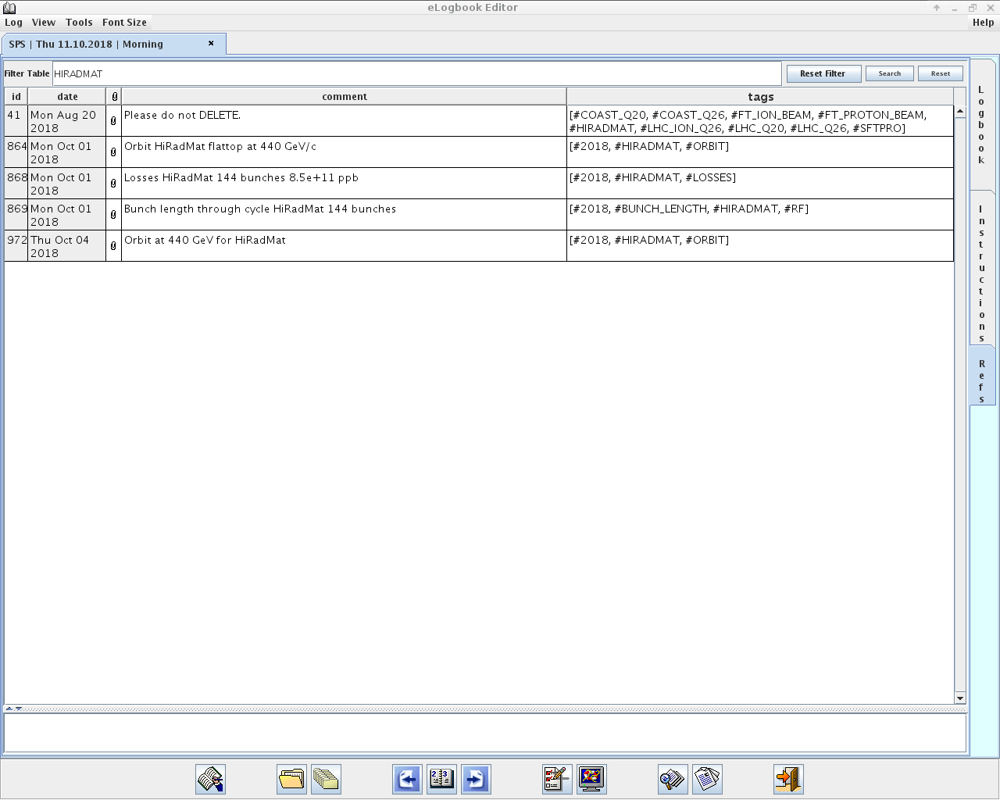 eLogbook Editor
Log View Tools Font Size Help
SPS | Thu 11.10.2018 | Morning
Filter Table HIRADMAT Reset Filter Search Reset
id date comment tags
41 Mon Aug 20 Please do not DELETE. [#COAST_Q20, #COAST_Q26, #FT_ION_BEAM, #FT_PROTON_BEAM,
2018 #HIRADMAT, #LHC_ION_Q26, #LHC_Q20, #LHC_Q26, #SFTPRO]
864 Mon Oct 01 Orbit HiRadMat flattop at 440 GeV/c [#2018, #HIRADMAT, #ORBIT]
2018
868 Mon Oct 01 Losses HiRadMat 144 bunches 8.5e+11 ppb [#2018, #HIRADMAT, #LOSSES]
2018
869 Mon Oct 01 Bunch length through cycle HiRadMat 144 bunches [#2018, #BUNCH_LENGTH, #HIRADMAT, #RF]
2018
972 Thu Oct 04 Orbit at 440 GeV for HiRadMat [#2018, #HIRADMAT, #ORBIT]
2018
Logbook
Instructions
Refs
2 3